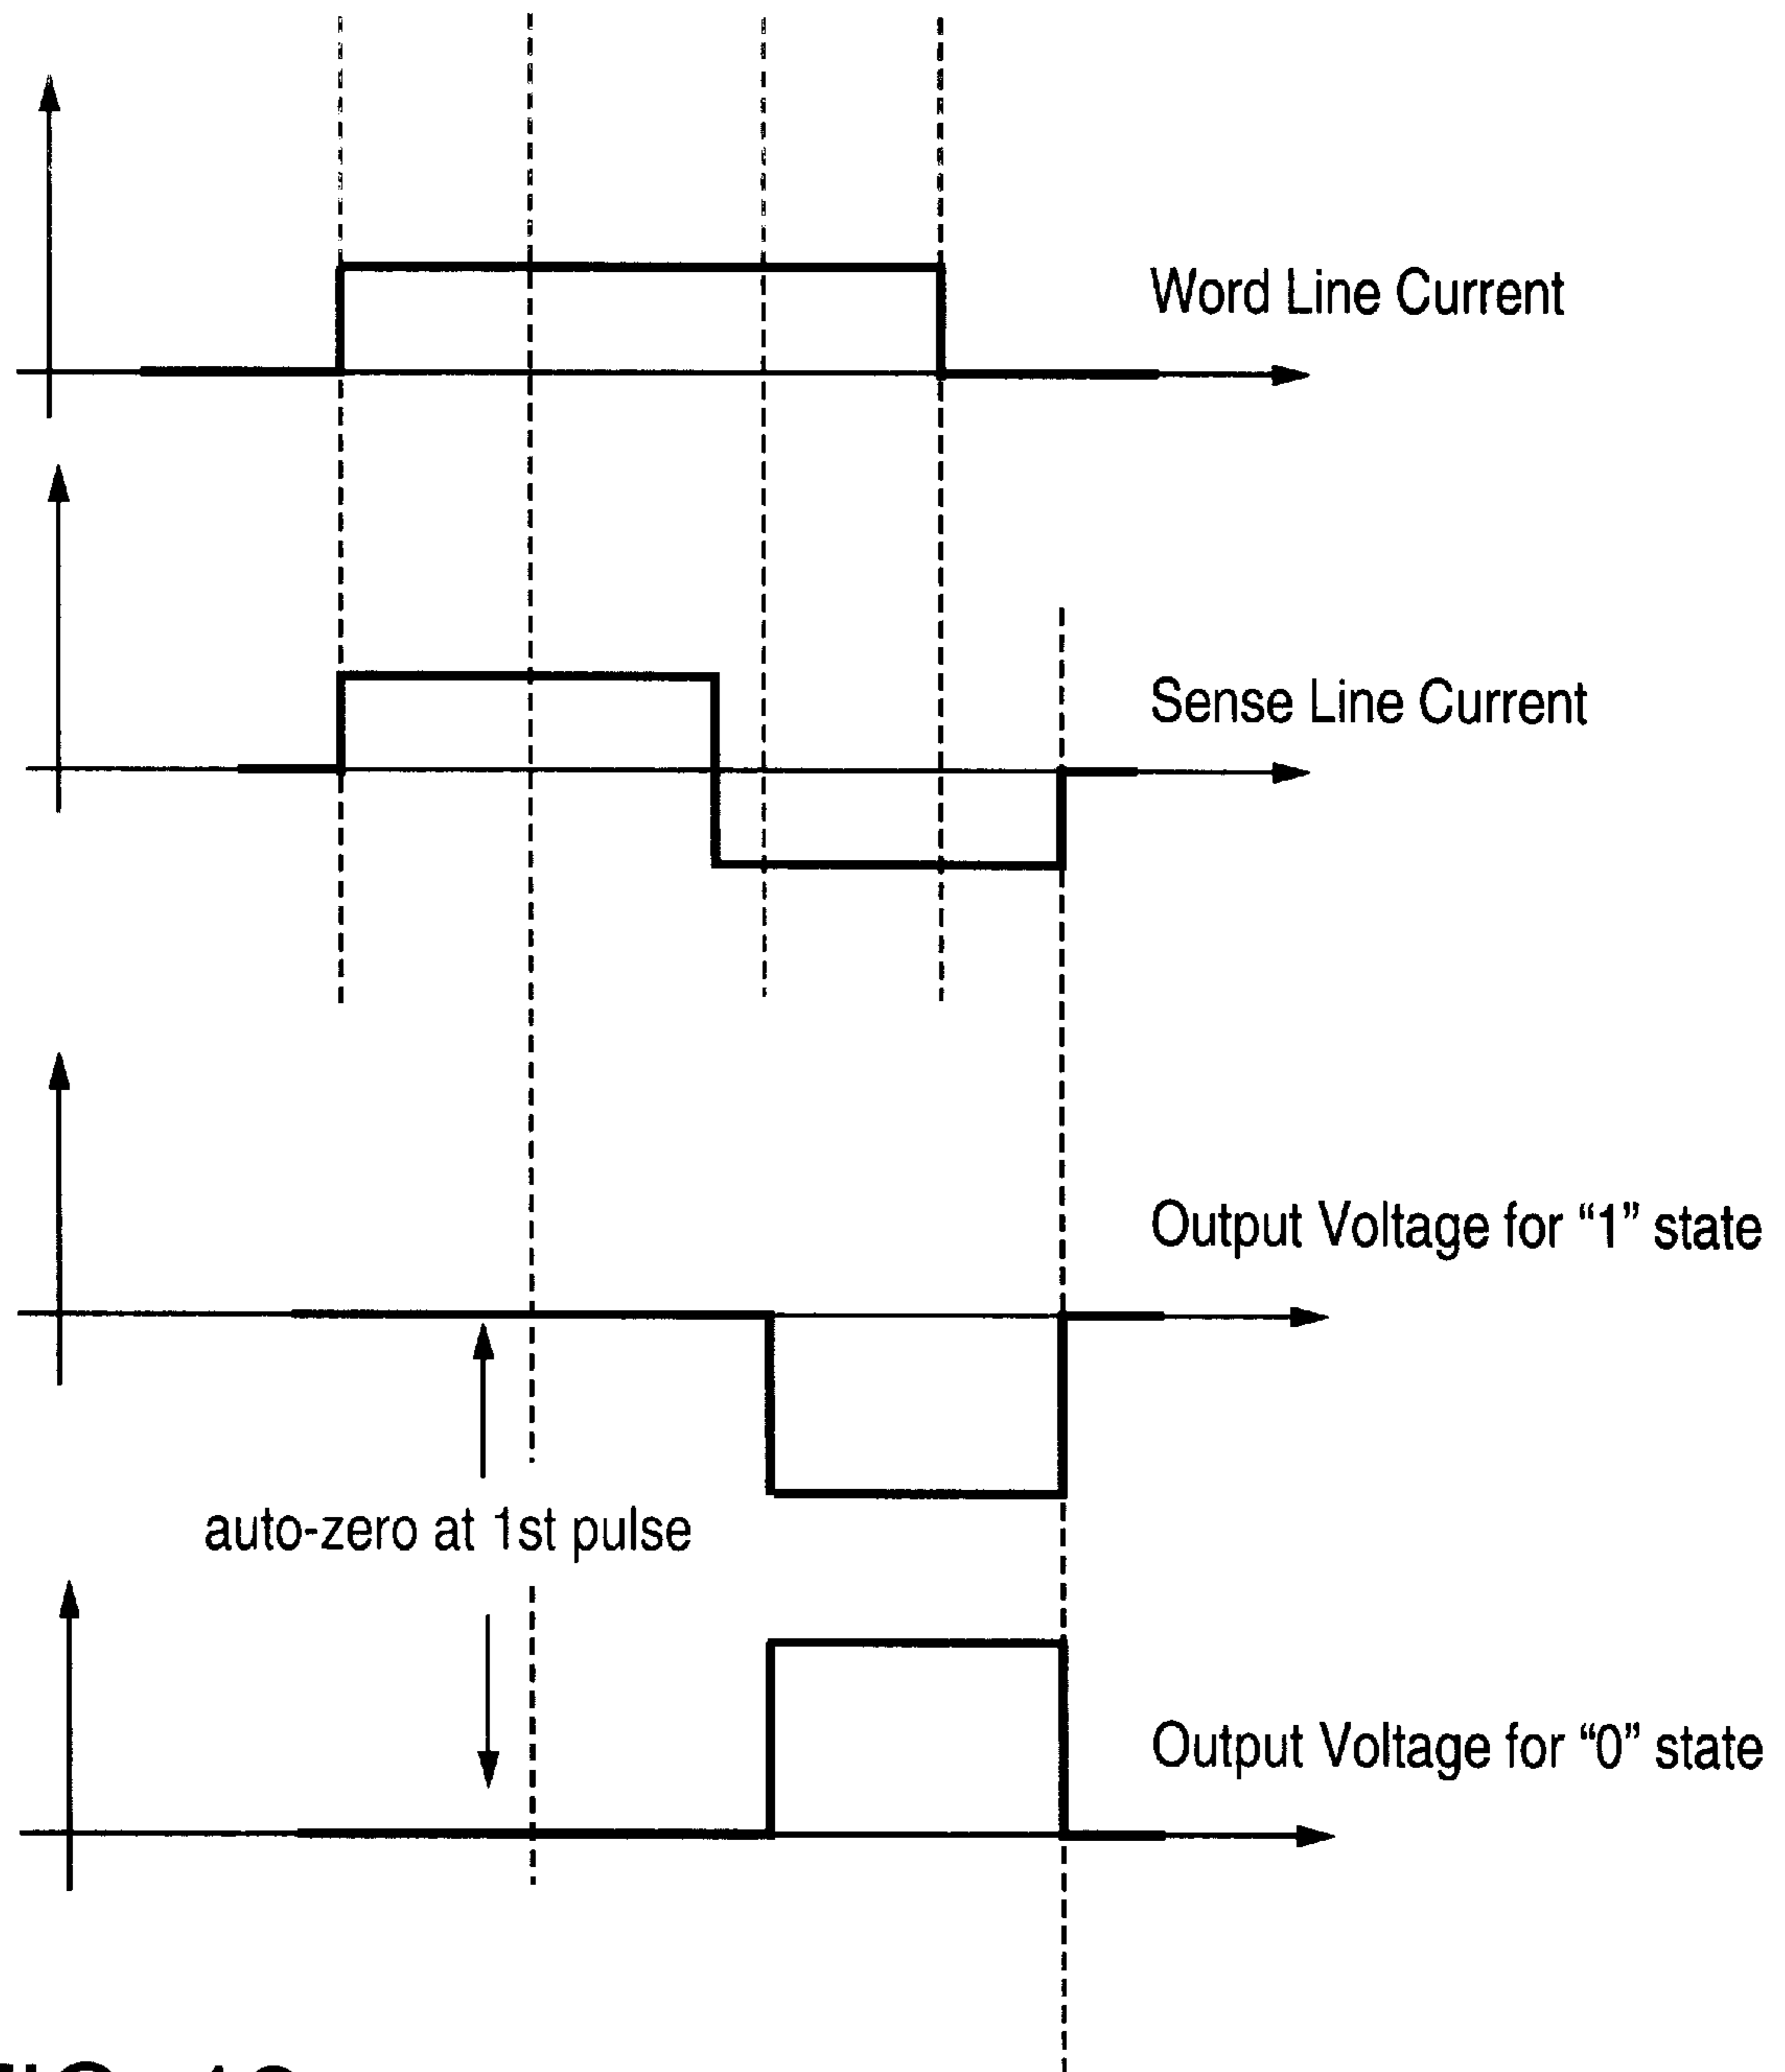 Word Line Current
Sense Line Current
Output Voltage for “1” state
auto-zero at 1st pulse
Output Voltage for “0” state